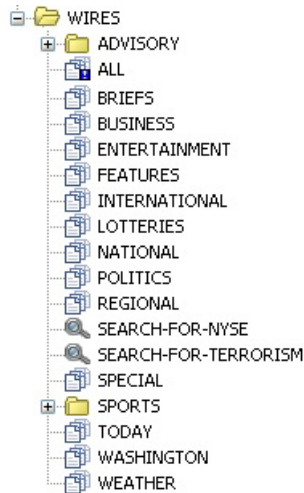 WIRES
ADVISORY
ALL
BRIEFS
BUSINESS
ENTERTAINMENT
FEATURES
INTERNATIONAL
LOTTERIES
NATIONAL
POLITICS
REGIONAL
SEARCH-FOR-NYSE
SEARCH-FOR-TERRORISM
SPECIAL
SPORTS
TODAY
WASHINGTON
WEATHER